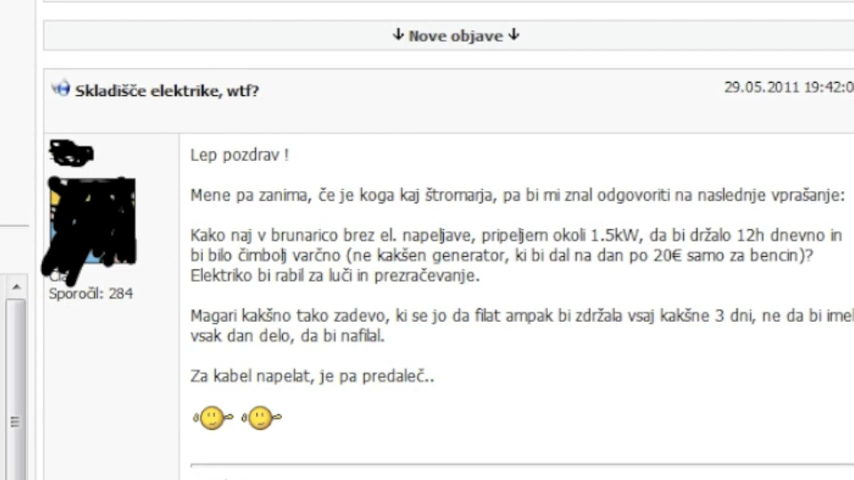 Nove objave
Skladišče elektrike, wtf?
29.05.2011 19:42:0
Lep pozdrav !
Mene pa zanima, če je koga kaj štromarja, pa bi mi znal odgovoriti na naslednje vprašanje:
Kako naj v brunarico brez el. napeljave, pripeljem okoli 1.5kW, da bi držalo 12h dnevno in
bi bilo čimbolj varčno (ne kakšen generator, ki bi dal na dan po 20€ samo za bencin)?
Elektriko bi rabil za luči in prezračevanje.
Sporočil: 284
Magari kakšno tako zadevo, ki se jo da filat ampak bi zdržala vsaj kakšne 3 dni, ne da bi imel
vsak dan delo, da bi nafilal.
Za kabel napelat, je pa predaleč..